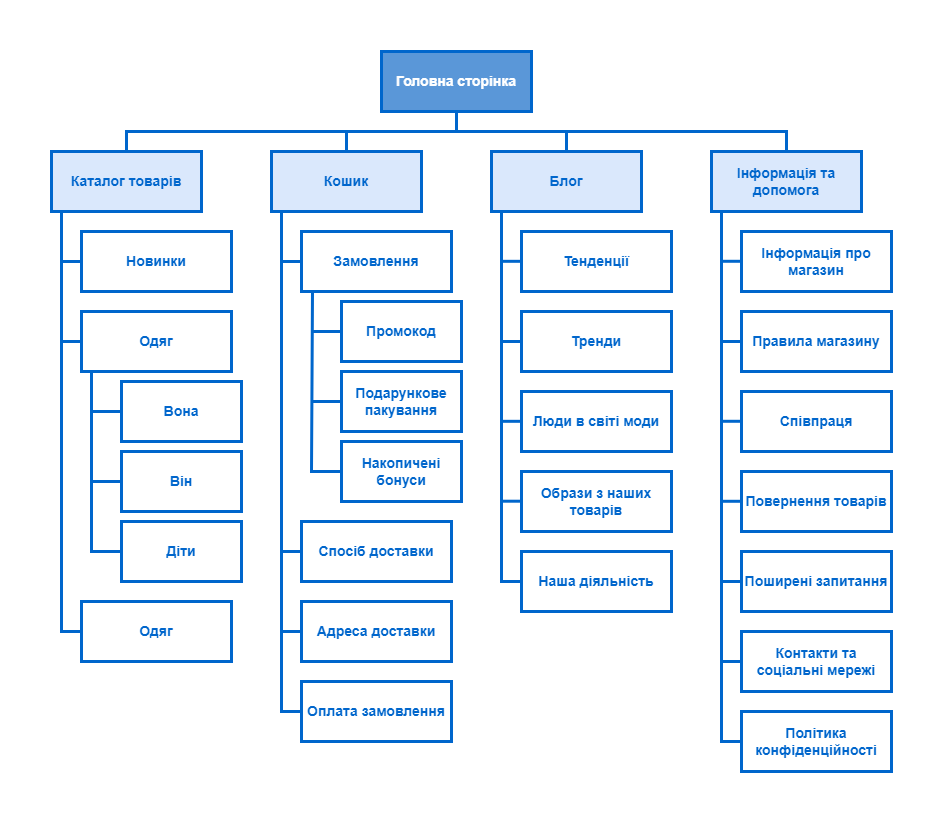 Головна сторінка
Каталог товарів
Новинки
Одяг
Вона
Він
Діти
Одяг
Кошик
Замовлення
Промокод
Подарункове
пакування
Накопичені
бонуси
Спосіб доставки
Адреса доставки
Оплата замовлення
Блог
Тенденції
Тренди
Люди в світі моди
Образи з наших
товарів
Наша діяльність
Інформація та
допомога
Інформація про
магазин
Правила магазину
Співпраця
Повернення товарів
Поширені запитання
Контакти та
соціальні мережі
Політика
конфіденційності